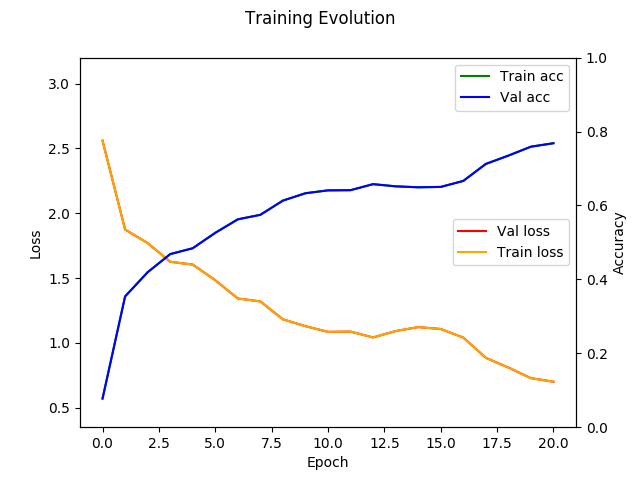 Training Evolution
3.0
2.5
2.0
1.5
1.0
0.5
Loss
1.0
0.8
0.6
0.4
0.2
0.0
Accuracy
Train acc
Val acc
Val loss
Train loss
0.0 2.5 5.0 7.5 10.0 12.5 15.0 17.5 20.0
Epoch